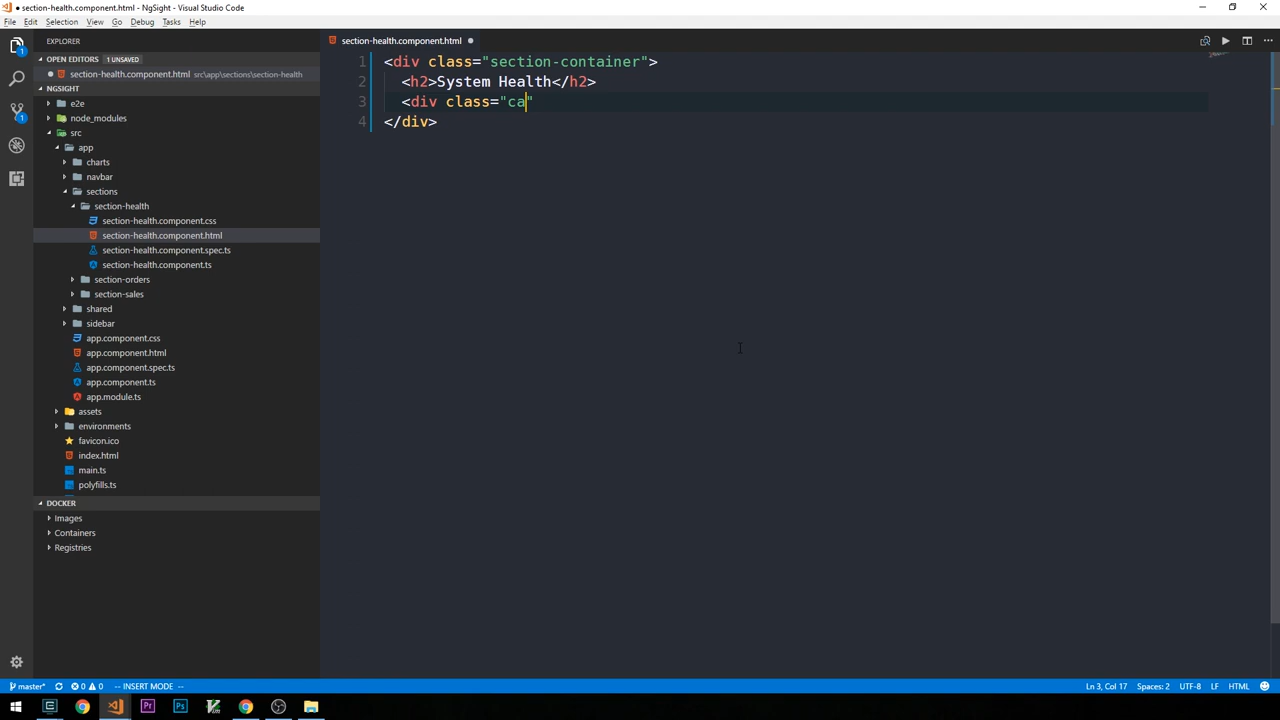 ● section-health.component.html - NgSight - Visual Studio Code
File Edit Selection View Go Debug Tasks Help
EXPLORER
OPEN EDITORS 1 UNSAVED
section-health.component.html src\app\sections\section-health
NGSIGHT
e2e
node_modules
src
app
charts
navbar
sections
section-health
section-health.component.css
section-health.component.html
section-health.component.spec.ts
section-health.component.ts
section-orders
section-sales
shared
sidebar
app.component.css
app.component.html
app.component.spec.ts
app.component.ts
app.module.ts
assets
environments
favicon.ico
index.html
main.ts
polyfills.ts
DOCKER
Images
Containers
Registries
section-health.component.html ●
1 <div class="section-container">
2 <h2>System Health</h2>
3 <div class="ca"
4 </div>
1
1
master* 0 0 -- INSERT MODE --
Ln 3, Col 17 Spaces: 2 UTF-8 LF HTML
Pr Ps